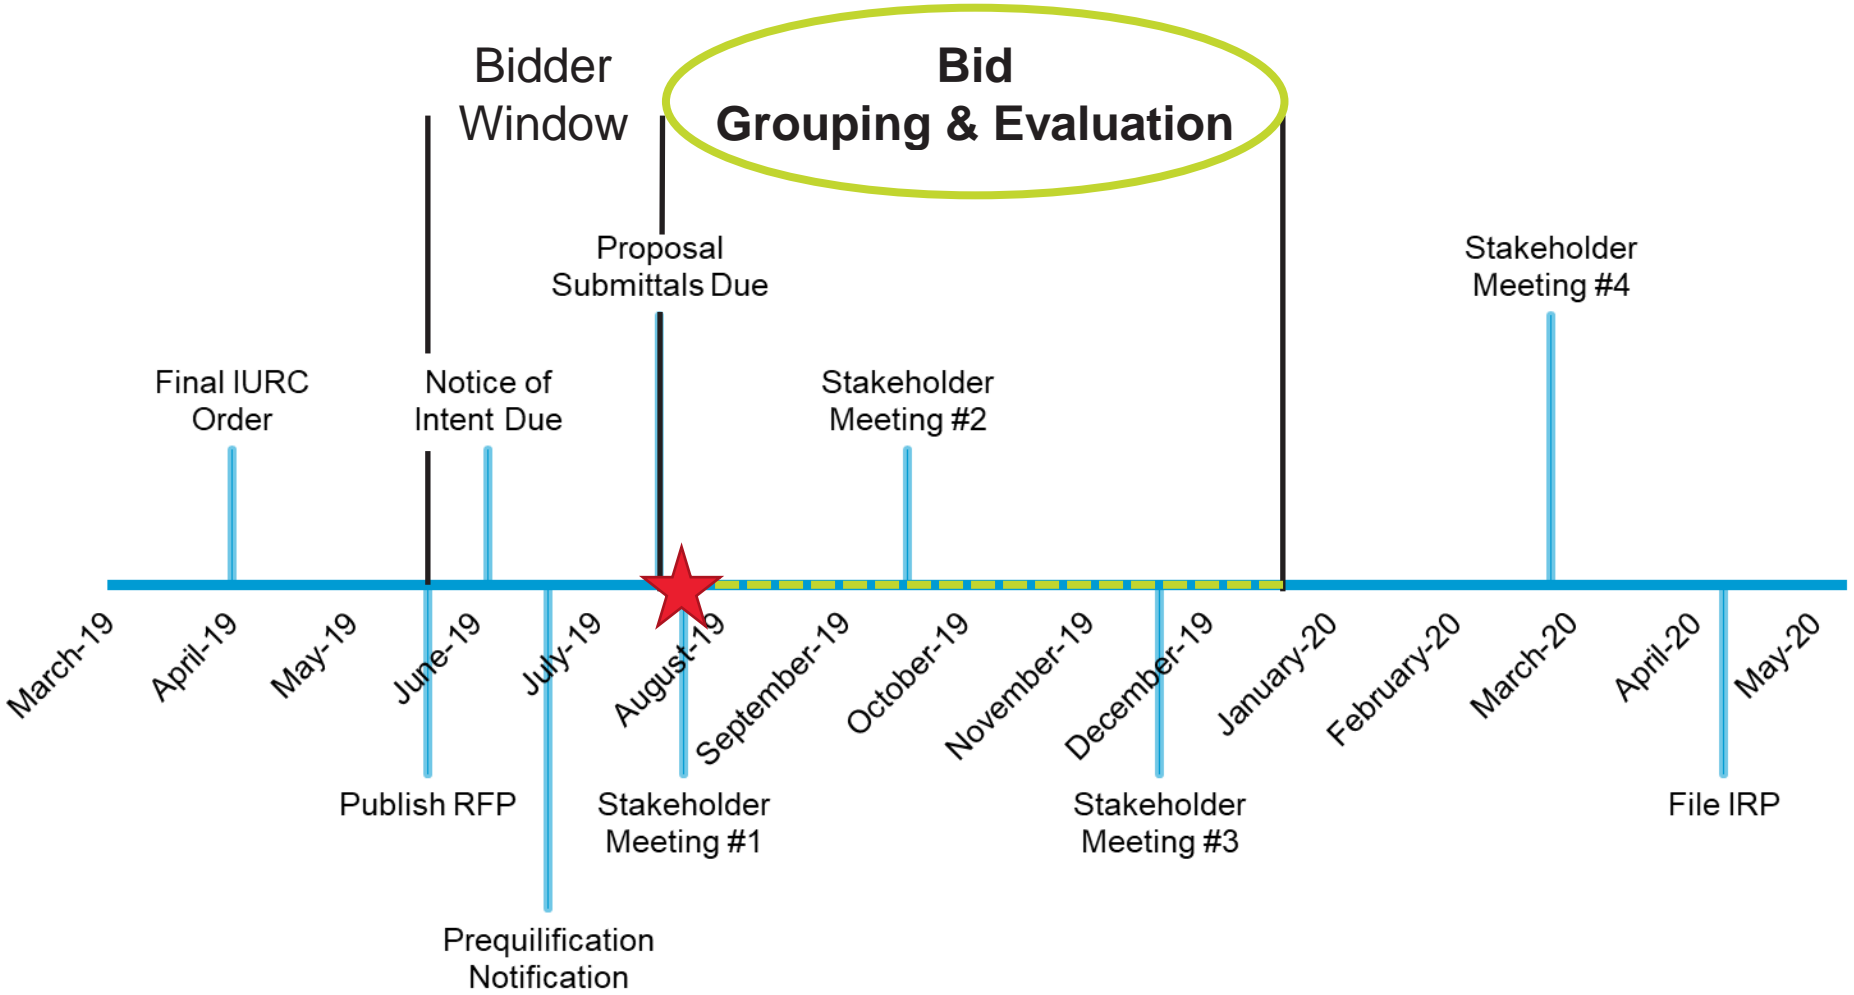 Bidder
Window
Bid
Grouping & Evaluation
Proposal
Submittals Due
Stakeholder
Meeting #4
Final IURC
Order
Notice of
Intent Due
Stakeholder
Meeting #2
March-19
April-19
May-19
June-19
July-19
August-19
September-19
October-19
November-19
December-19
January-20
February-20
March-20
April-20
May-20
Publish RFP
Stakeholder
Meeting #1
Stakeholder
Meeting #3
File IRP
Prequilification
Notification